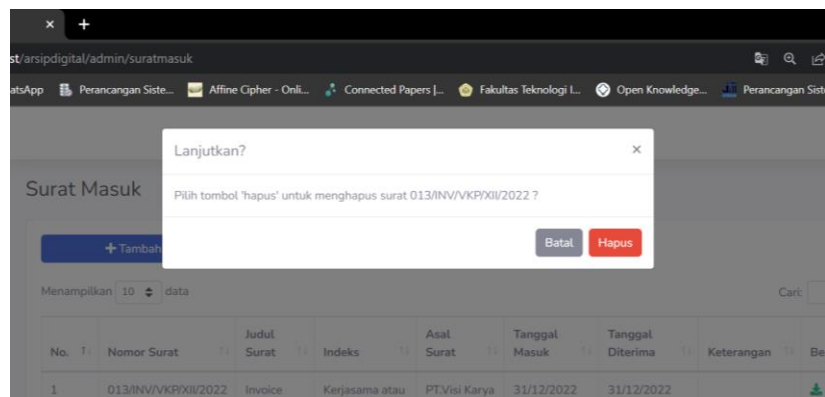 st/arsipdigital/admin/suratmasuk
atsApp Perancangan Siste... Affine Cipher - Onli... Connected Papers |... Fakultas Teknologi I... Open Knowledge... Perancangan Sist
Lanjutkan?
Surat Masuk
Pilih tombol 'hapus' untuk menghapus surat 013/INV/VKP/XII/2022 ?
Batal Hapus
+ Tambah
Menampilkan 10 data
Cari:
No. Nomor Surat Judul Surat Indeks Asal Surat Tanggal Masuk Tanggal Diterima Keterangan Be
1 013/INV/VKP/XII/2022 Invoice Kerjasama atau PT.Visi Karya 31/12/2022 31/12/2022